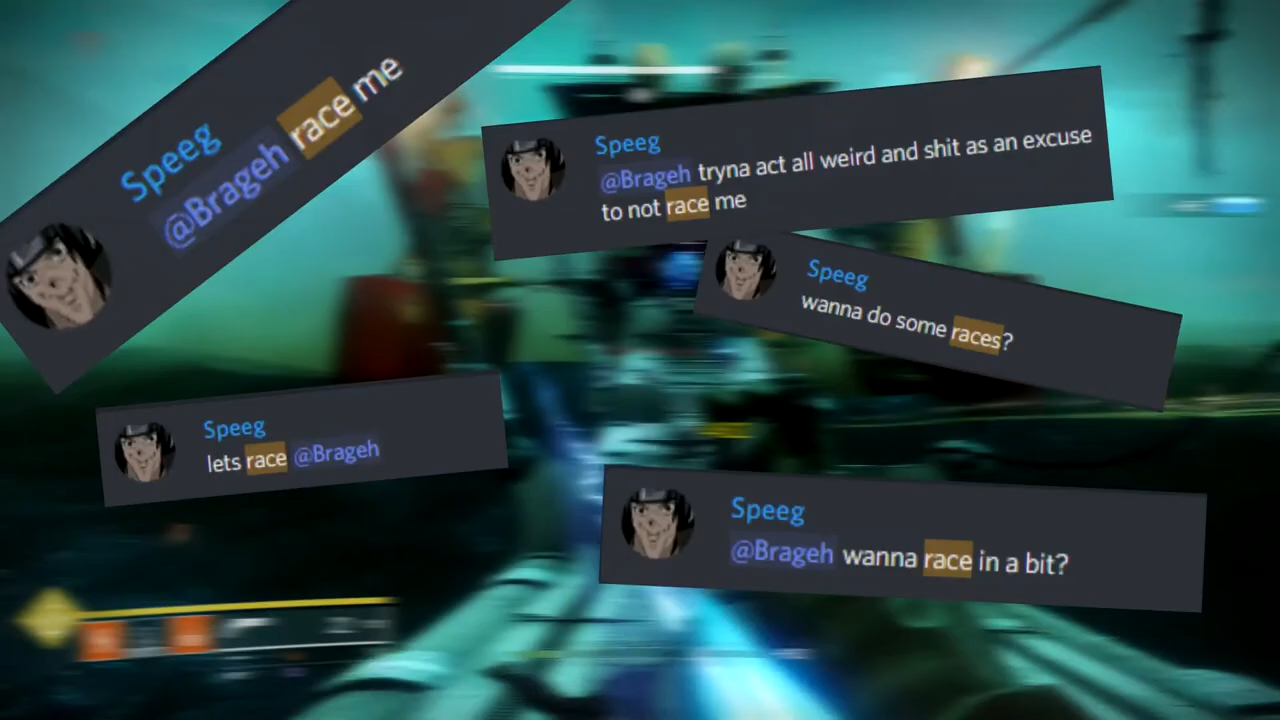 Speeg
@Brageh race me
Speeg
@Brageh tryna act all weird and shit as an excuse
to not race me
Speeg
wanna do some races?
Speeg
lets race @Brageh
Speeg
@Brageh wanna race in a bit?